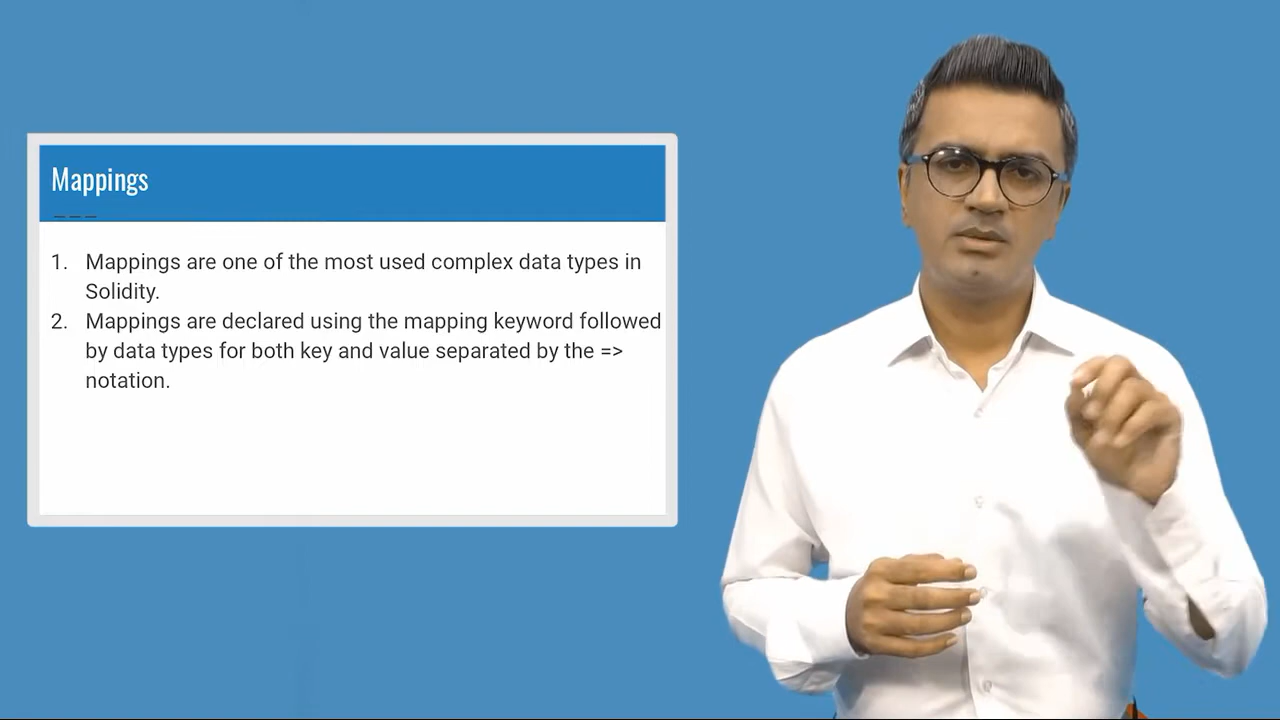 Mappings
1. Mappings are one of the most used complex data types in
Solidity.
2. Mappings are declared using the mapping keyword followed
by data types for both key and value separated by the =>
notation.